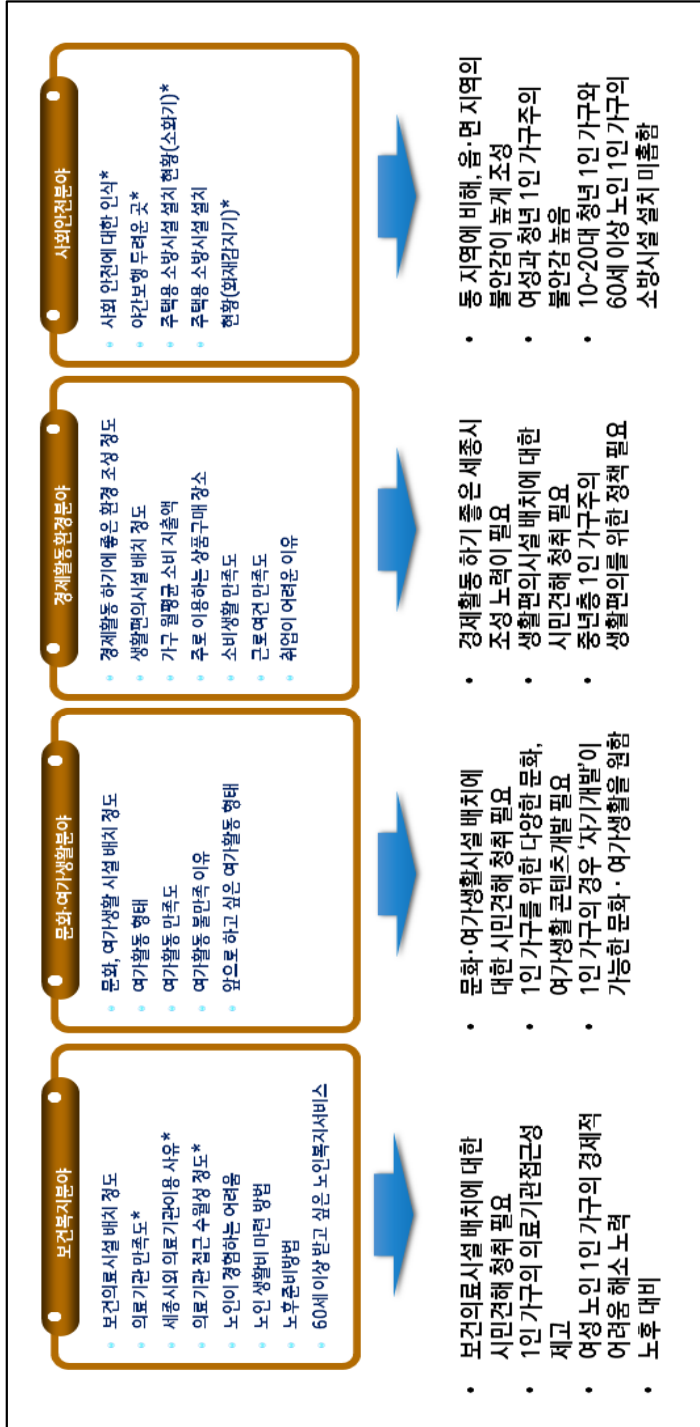 보건복지분야
보건의료시설 배치 정도
의료기관 만족도*
세종시외 의료기관이용 사유*
의료기관 접근 수월성 정도*
노인이 경험하는 어려움
노인 생활비 마련 방법
노후준비방법
60세 이상 받고 싶은 노인복지서비스
보건의료시설 배치에 대한
시민견해 청취 필요
1인 가구의 의료기관접근성
제고
여성 노인 1인 가구의 경제적
어려움 해소 노력
노후 대비
문화·여가생활분야
문화, 여가생활 시설 배치 정도
여가활동 형태
여가활동 만족도
여가활동 불만족 이유
앞으로 하고 싶은 여가활동 형태
문화·여가생활시설 배치에
대한 시민견해 청취 필요
1인 가구를 위한 다양한 문화,
여가생활 콘텐츠개발 필요
1인 가구의 경우 ‘자기개발’이
가능한 문화·여가생활을 원함
경제활동환경분야
경제활동 하기에 좋은 환경 조성 정도
생활편의시설 배치 정도
가구 월평균 소비 지출액
주로 이용하는 상품구매 장소
소비생활 만족도
근로여건 만족도
취업이 어려운 이유
경제활동 하기 좋은 세종시
조성 노력이 필요
생활편의시설 배치에 대한
시민견해 청취 필요
중년층 1인 가구주의
생활편의를 위한 정책 필요
사회안전분야
사회 안전에 대한 인식*
야간보행 두려운 곳*
주택용 소방시설 설치 현황(소화기)*
주택용 소방시설 설치
현황(화재감지기)*
동 지역에 비해, 읍·면 지역의
불안감이 높게 조성
여성과 청년 1인 가구주의
불안감 높음
10~20대 청년 1인 가구와
60세 이상 노인 1인 가구의
소방시설 설치 미흡함